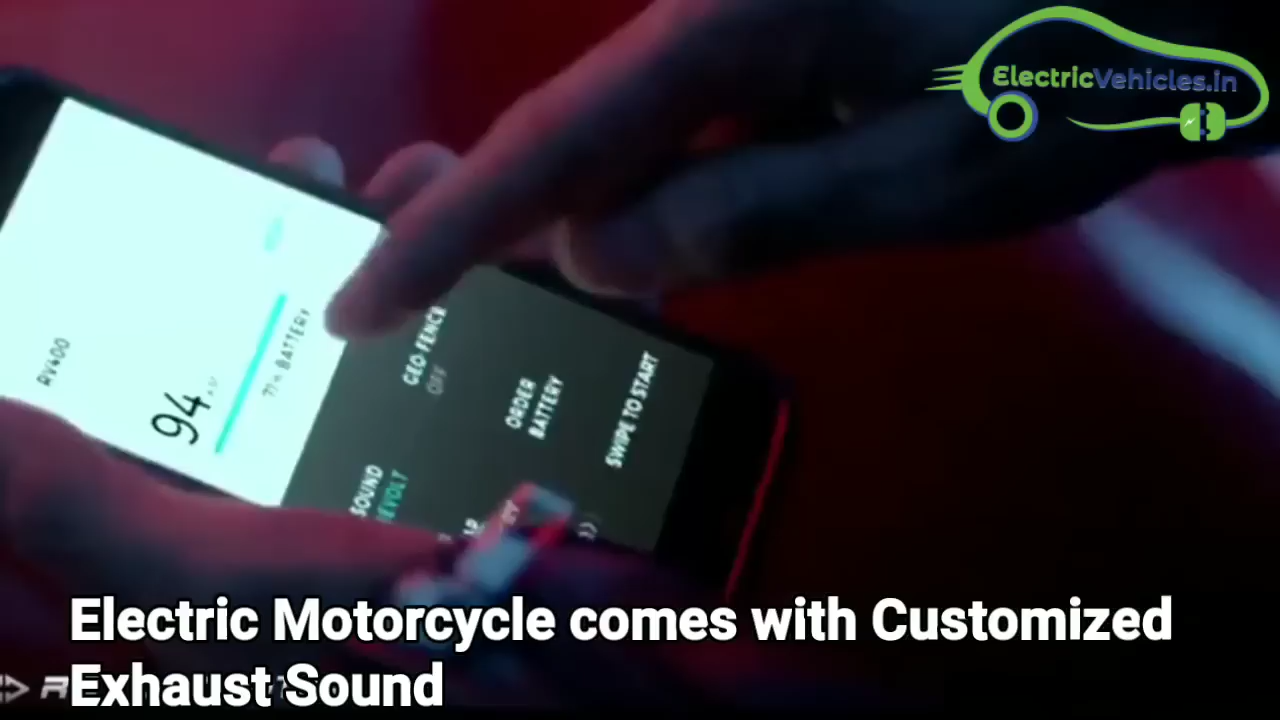 ElectricVehicles.in
RV400
94
BATTERY
GEO FENCE
OFF
ORDER
BATTERY
SWIPE TO START
SOUND
Electric Motorcycle comes with Customized
Exhaust Sound